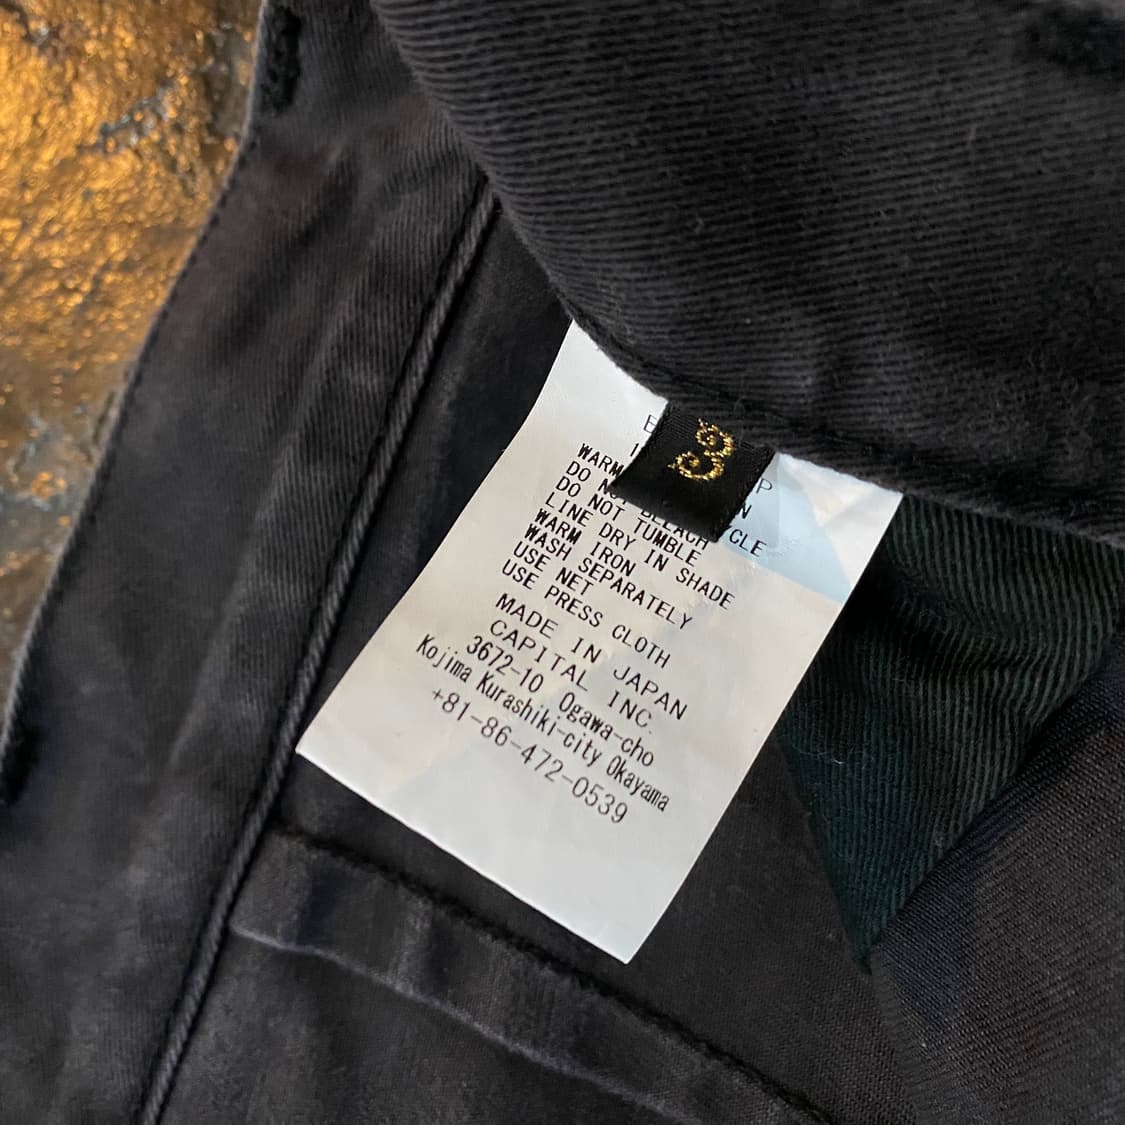 3
WARM
DO NOT BLEACH
DO NOT TUMBLE
LINE DRY IN SHADE
WARM IRON
WASH SEPARATELY
USE NET
USE PRESS CLOTH
MADE IN JAPAN
CAPITAL INC.
3672-10 Ogawa-cho
Kojima Kurashiki-city Okayama
+81-86-472-0539